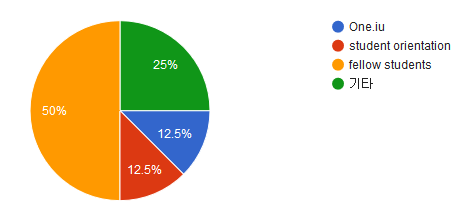 25%
50%
12.5%
12.5%
One.iu
student orientation
fellow students
기타